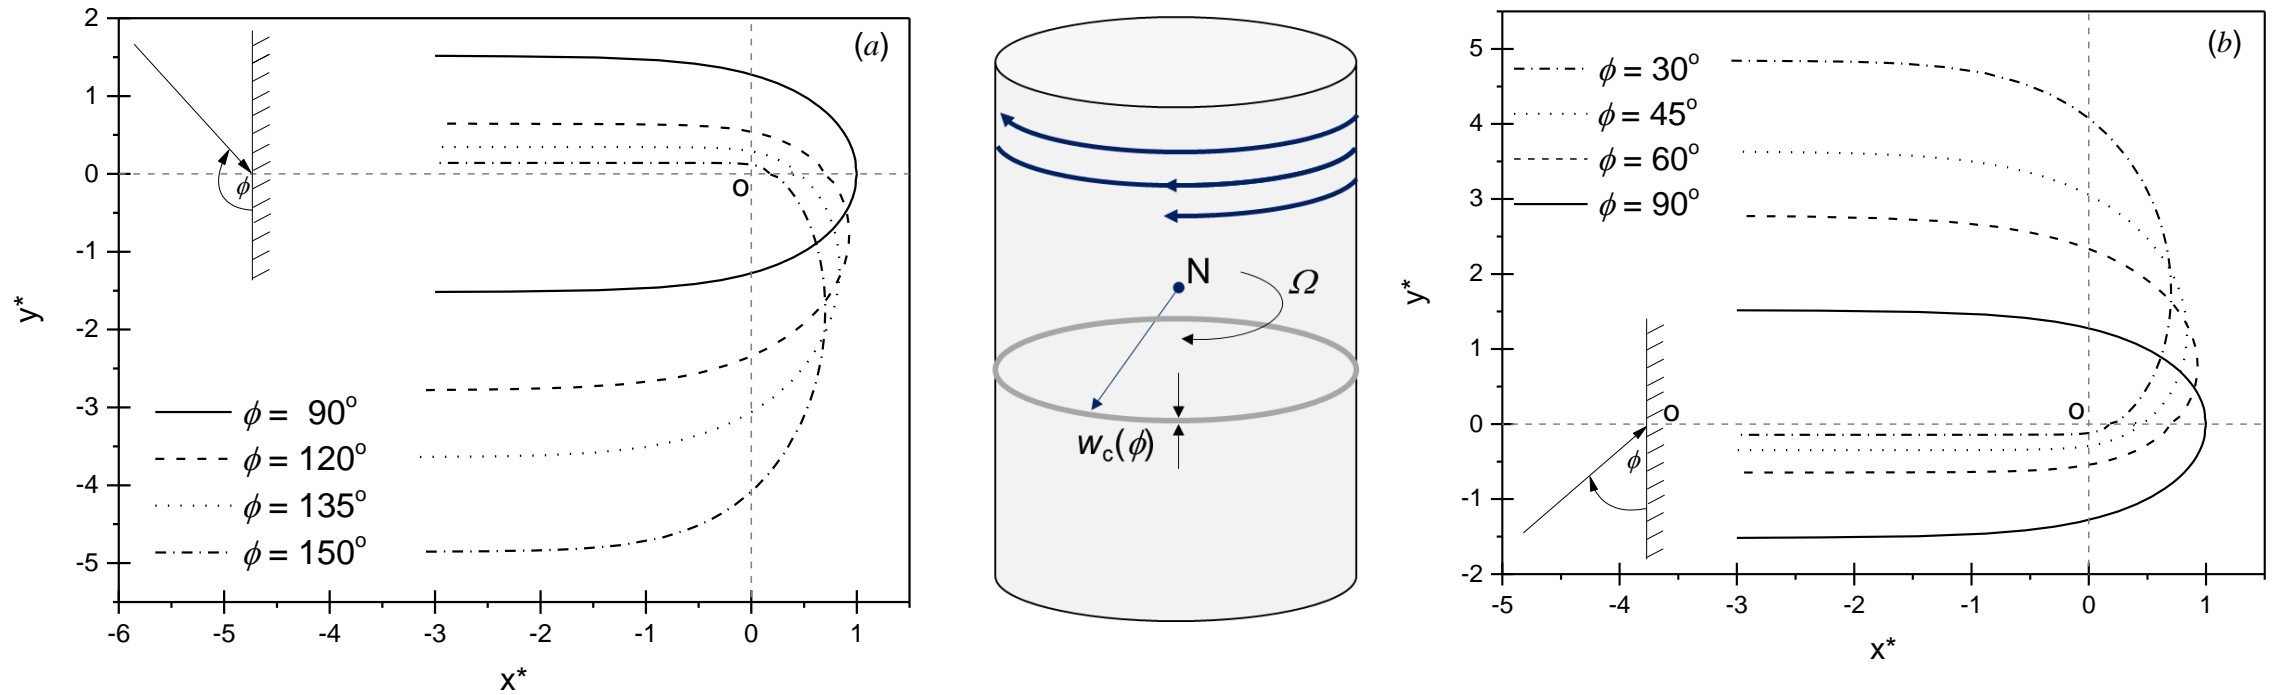 (a)
2
1
0
-1
-2
-3
-4
-5
y*
ϕ
o
ϕ = 90°
ϕ = 120°
ϕ = 135°
ϕ = 150°
-6 -5 -4 -3 -2 -1 0 1
x*
N
Ω
w_c(ϕ)
(b)
5
4
3
2
1
0
-1
-2
y*
ϕ = 30°
ϕ = 45°
ϕ = 60°
ϕ = 90°
o
o
ϕ
-5 -4 -3 -2 -1 0 1
x*